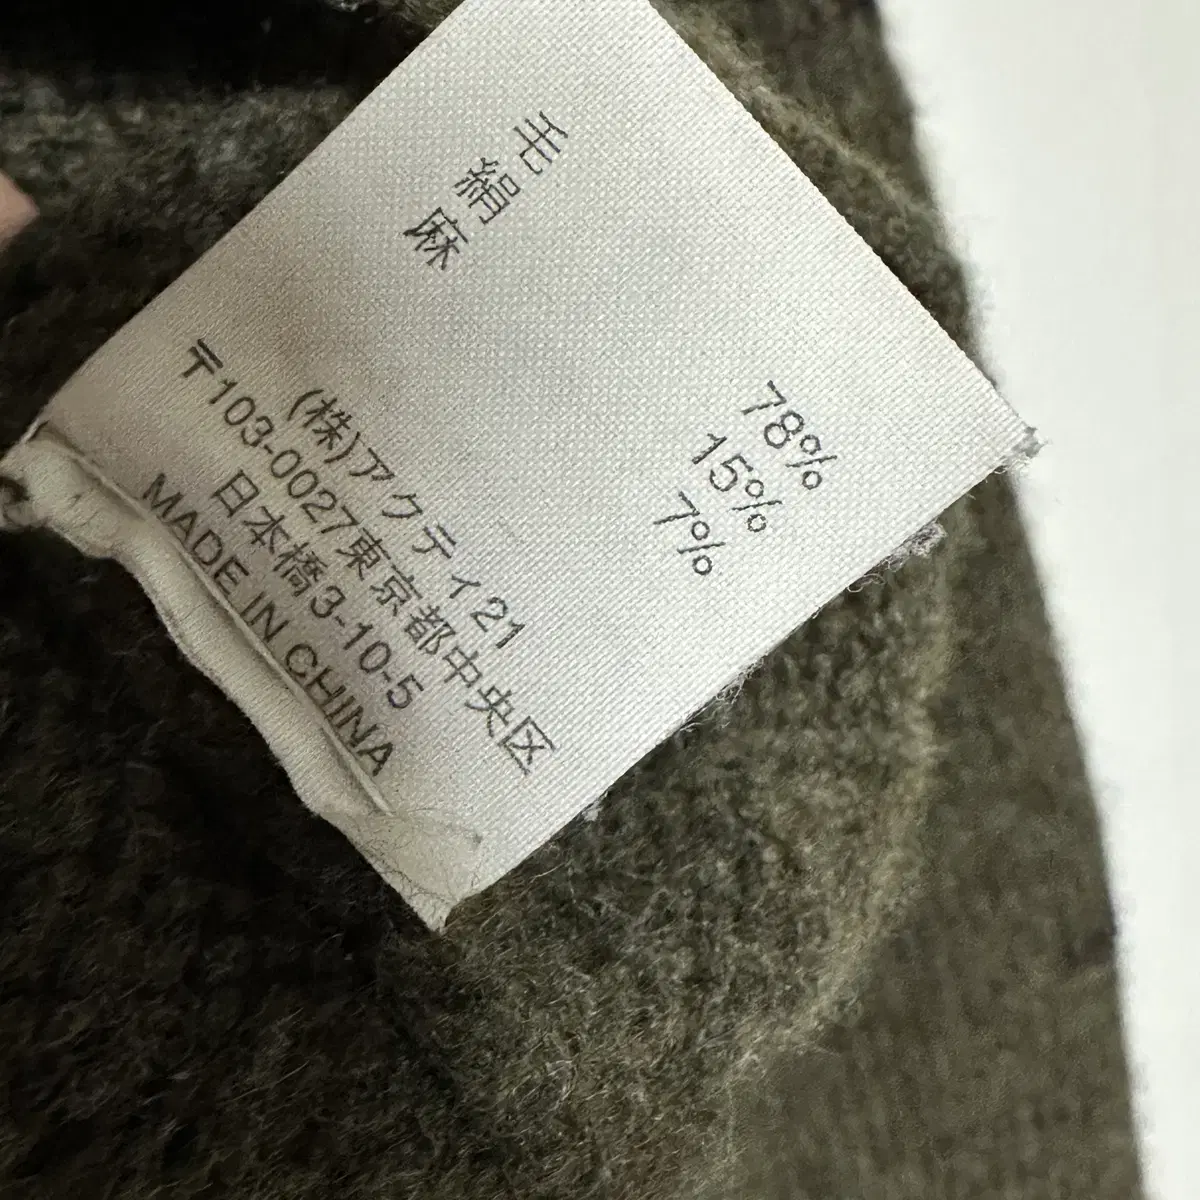 毛 78%
絹 15%
麻 7%
(株)アクティ21
〒103-0027東京都中央区
日本橋3-10-5
MADE IN CHINA